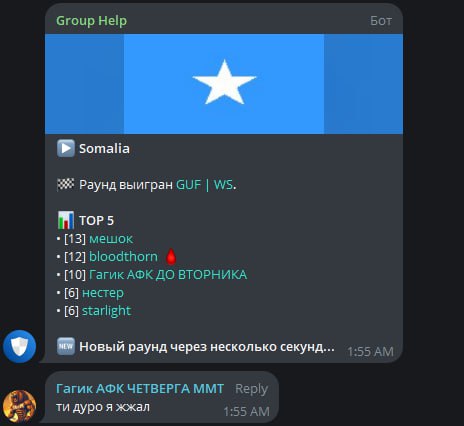 Group Help
Бот
Somalia
Раунд выигран GUF | WS.
TOP 5
• [13] мешок
• [12] bloodthorn 🩸
• [10] Гагик АФК ДО ВТОРНИКА
• [6] нестер
• [6] starlight
NEW Новый раунд через несколько секунд...
1:55 AM
Гагик АФК ЧЕТВЕРГА ММТ Reply
ти дуро я жжал
1:55 AM